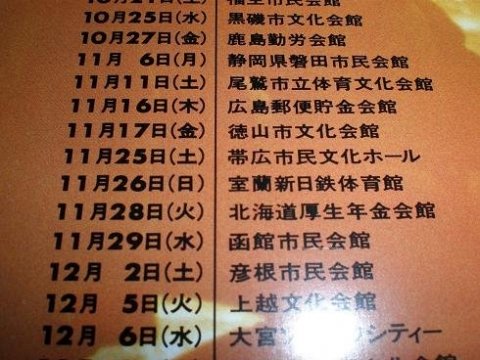 10月25日(水) 黒磯市文化会館
10月27日(金) 鹿島勤労会館
11月 6日(月) 静岡県磐田市民会館
11月11日(土) 尾鷲市立体育文化会館
11月16日(木) 広島郵便貯金会館
11月17日(金) 徳山市文化会館
11月25日(土) 帯広市民文化ホール
11月26日(日) 室蘭新日鉄体育館
11月28日(火) 北海道厚生年金会館
11月29日(水) 函館市民会館
12月 2日(土) 彦根市民会館
12月 5日(火) 上越文化会館
12月 6日(水) 大宮 シティー